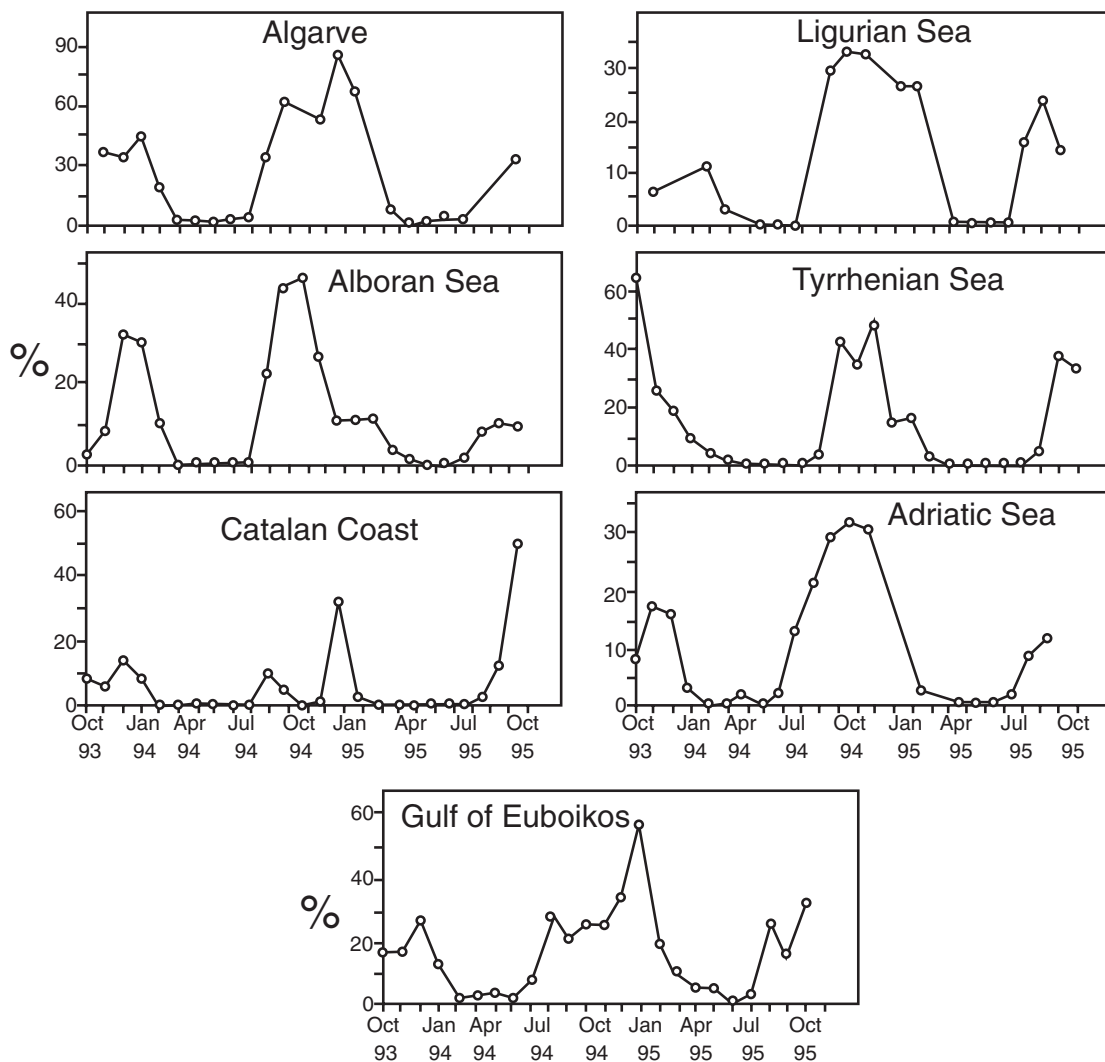 Algarve
90
60
30
0
Ligurian Sea
30
20
10
0
Alboran Sea
40
20
0
Tyrrhenian Sea
60
40
20
0
%
Catalan Coast
60
40
20
0
Oct Jan Apr Jul Oct Jan Apr Jul Oct
93 94 94 94 94 95 95 95 95
Adriatic Sea
30
20
10
0
Oct Jan Apr Jul Oct Jan Apr Jul Oct
93 94 94 94 94 95 95 95 95
Gulf of Euboikos
60
40
20
0
%
Oct Jan Apr Jul Oct Jan Apr Jul Oct
93 94 94 94 94 95 95 95 95